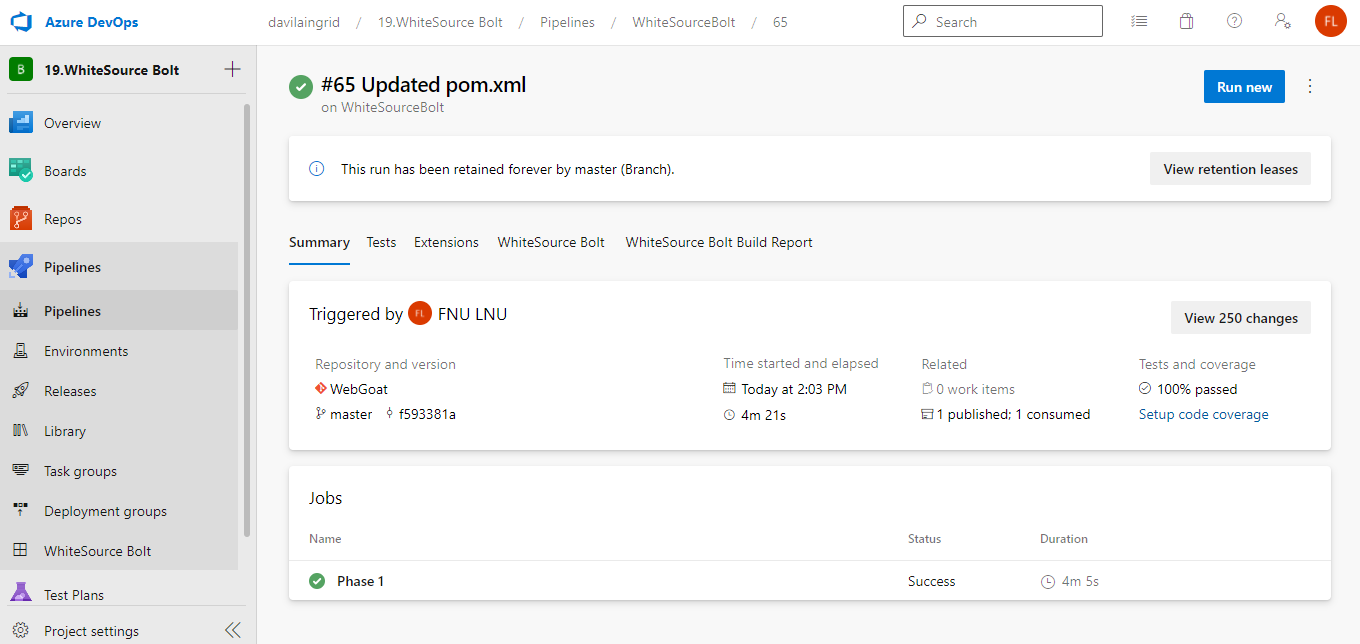 Azure DevOps
davilaingrid / 19.WhiteSource Bolt / Pipelines / WhiteSourceBolt / 65
Search
FL
B 19.WhiteSource Bolt
Overview
Boards
Repos
Pipelines
Pipelines
Environments
Releases
Library
Task groups
Deployment groups
WhiteSource Bolt
Test Plans
Project settings
#65 Updated pom.xml
on WhiteSourceBolt
Run new
This run has been retained forever by master (Branch).
View retention leases
Summary Tests Extensions WhiteSource Bolt WhiteSource Bolt Build Report
Triggered by FL FNU LNU
View 250 changes
Repository and version
WebGoat
master f593381a
Time started and elapsed
Today at 2:03 PM
4m 21s
Related
0 work items
1 published; 1 consumed
Tests and coverage
100% passed
Setup code coverage
Jobs
Name Status Duration
Phase 1 Success 4m 5s